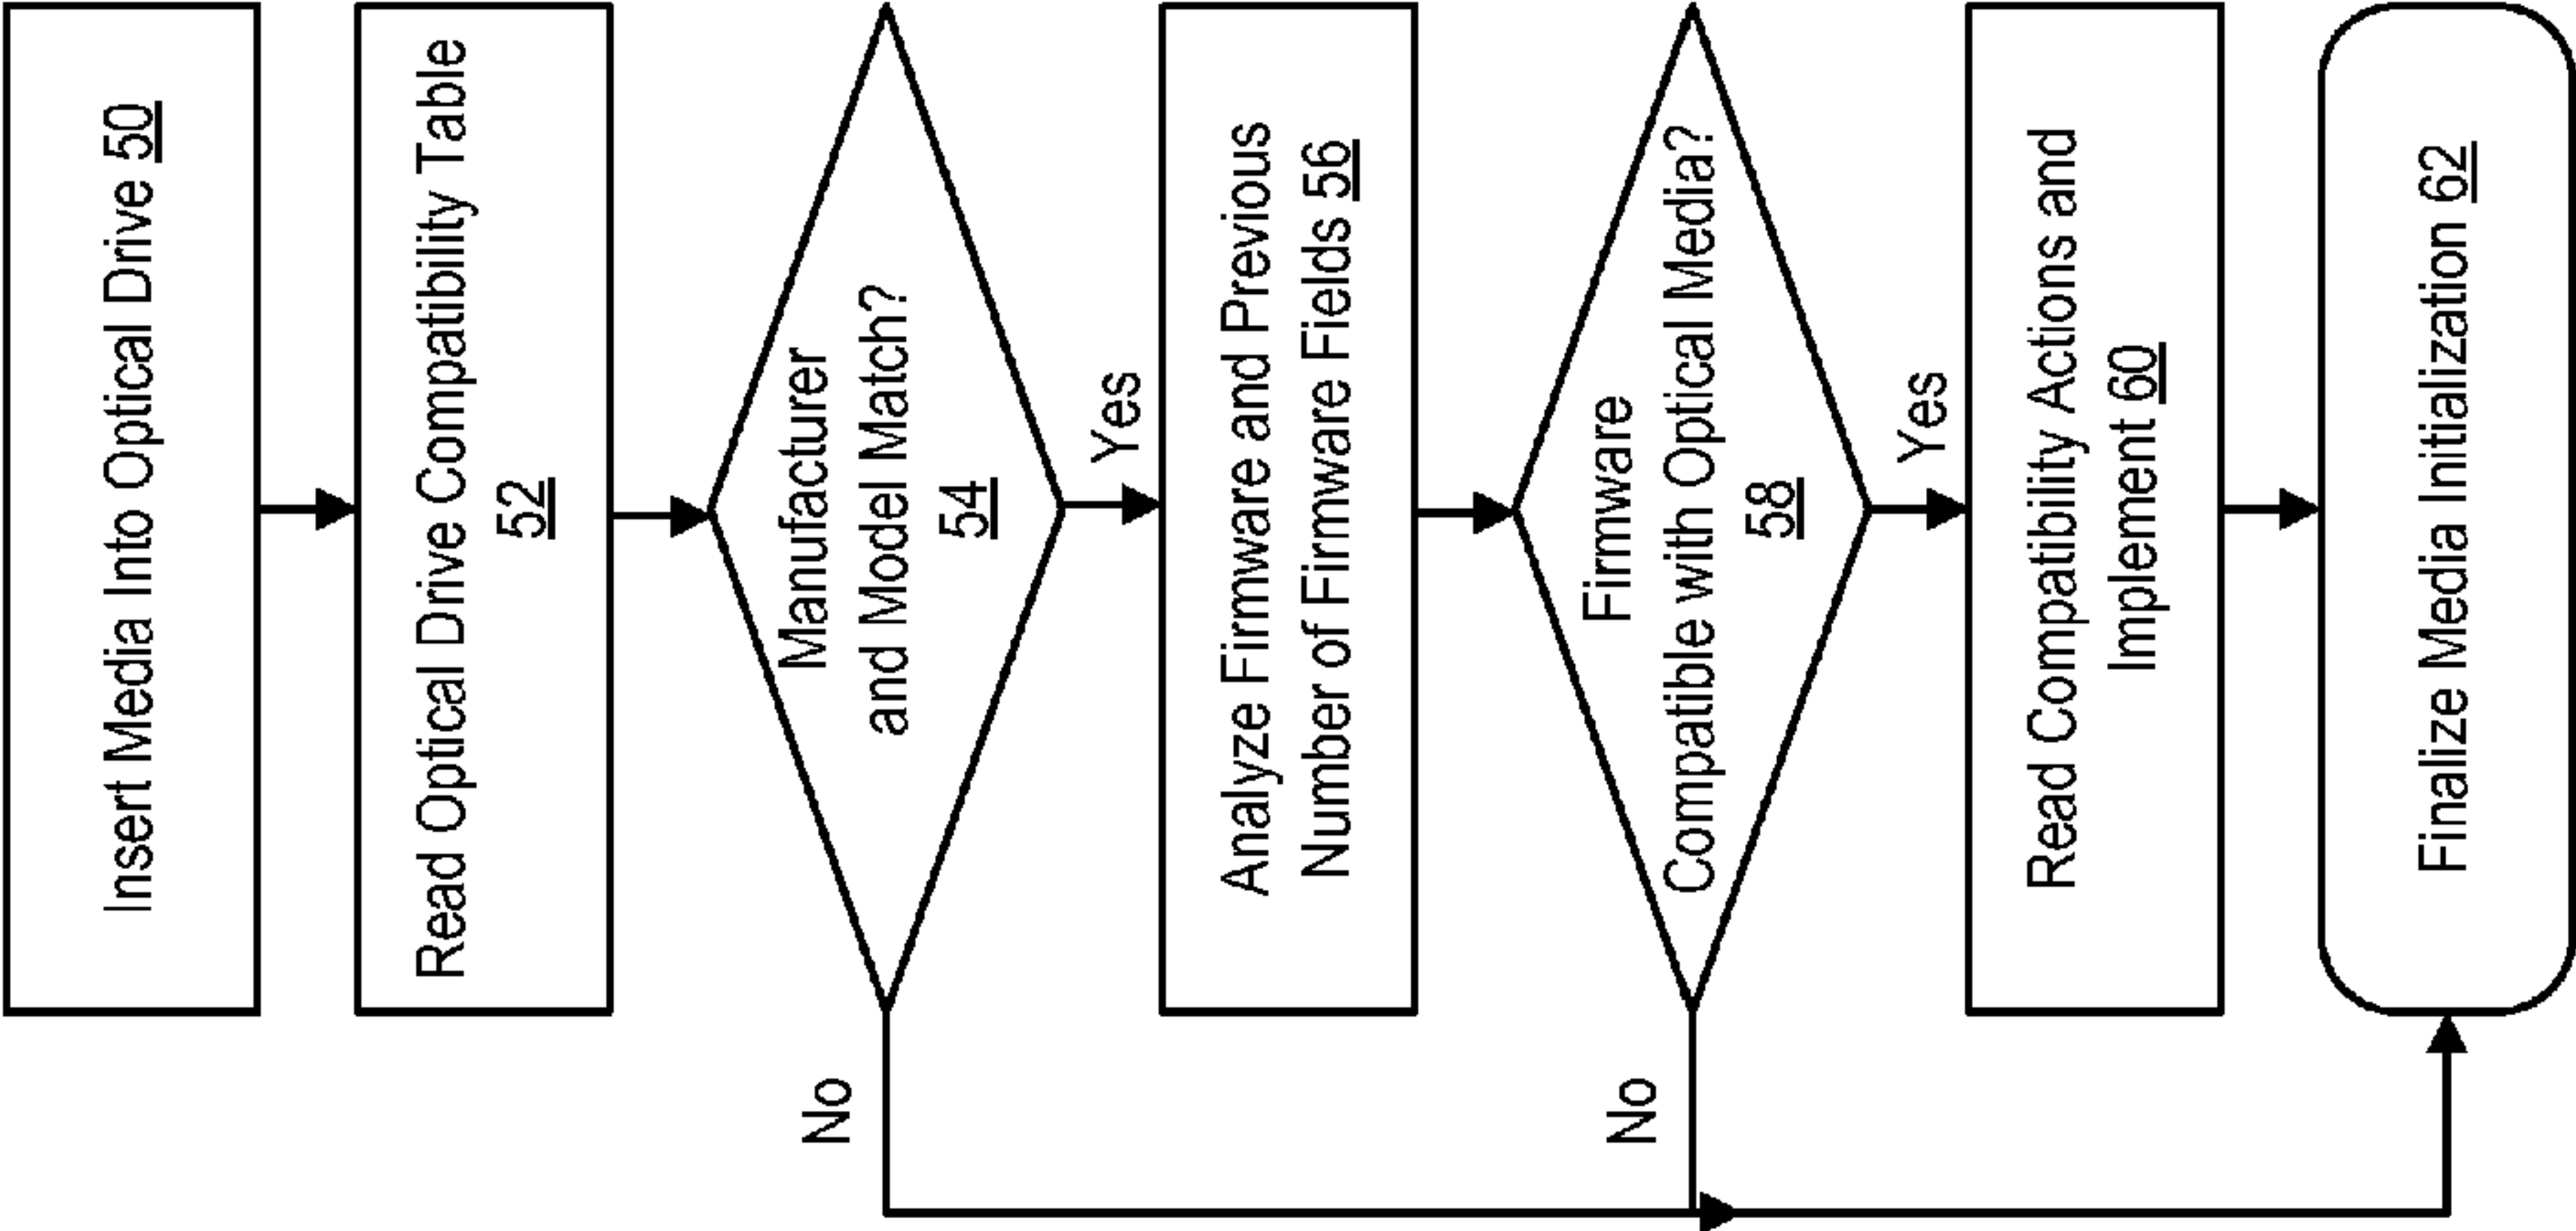 Insert Media Into Optical Drive 50
Read Optical Drive Compatibility Table
52
Manufacturer
and Model Match?
54
No
Yes
Analyze Firmware and Previous
Number of Firmware Fields 56
Firmware
Compatible with Optical Media?
58
No
Yes
Read Compatibility Actions and
Implement 60
Finalize Media Initialization 62